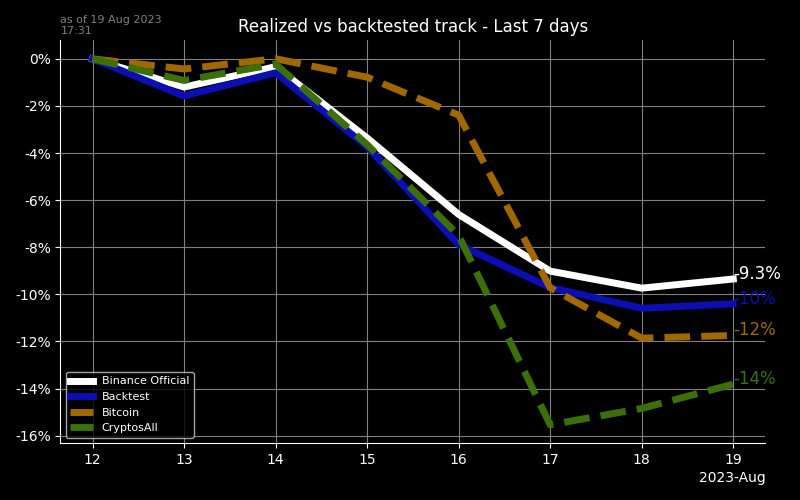 as of 19 Aug 2023
17:31
Realized vs backtested track - Last 7 days
0%
-2%
-4%
-6%
-8%
-10%
-12%
-14%
-16%
-9.3%
-10%
-12%
-14%
Binance Official
Backtest
Bitcoin
CryptosAll
12 13 14 15 16 17 18 19
2023-Aug